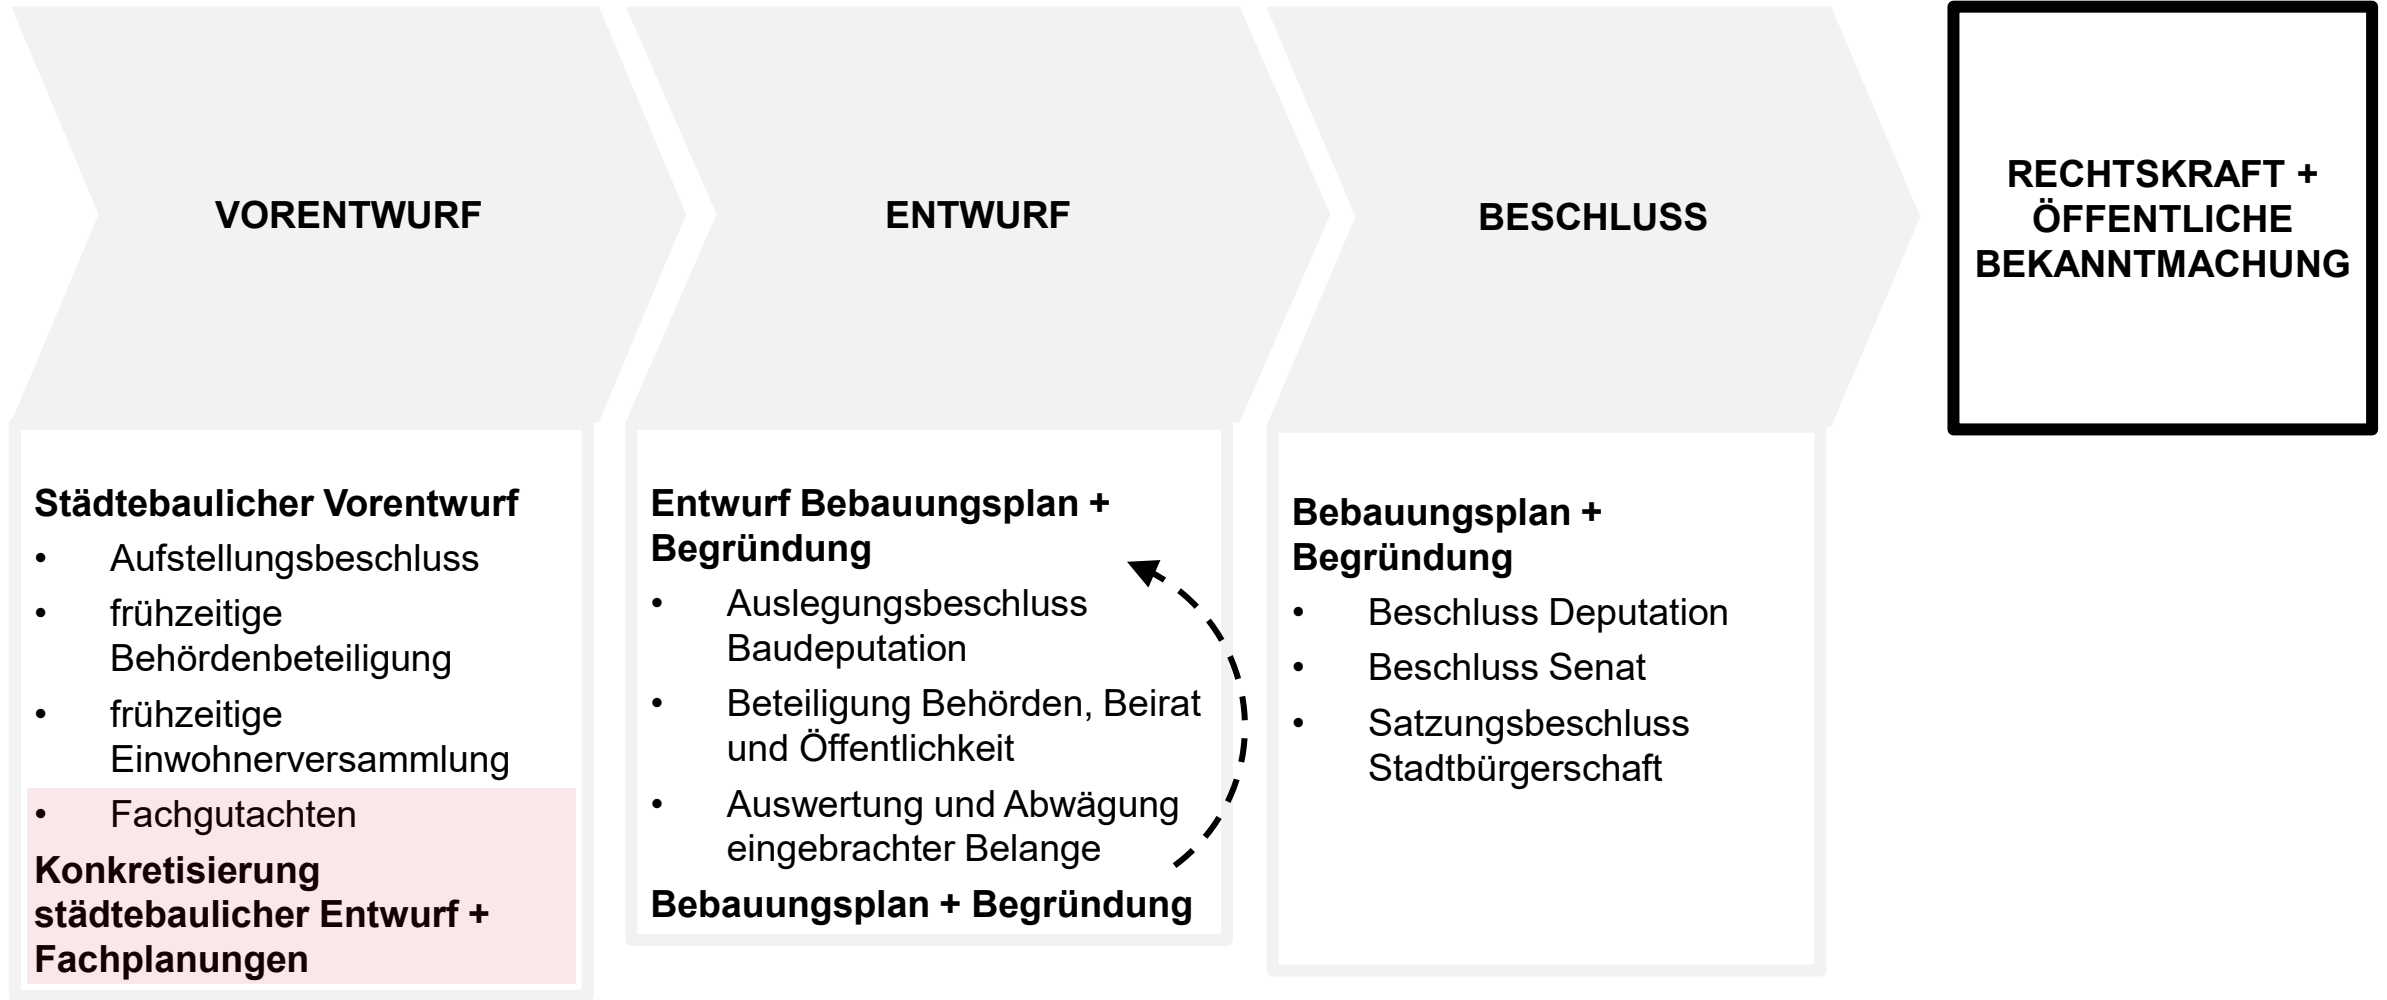 VORENTWURF
ENTWURF
BESCHLUSS
RECHTSKRAFT +
ÖFFENTLICHE
BEKANNTMACHUNG
Städtebaulicher Vorentwurf
• Aufstellungsbeschluss
• frühzeitige
Behördenbeteiligung
• frühzeitige
Einwohnerversammlung
• Fachgutachten
Konkretisierung
städtebaulicher Entwurf +
Fachplanungen
Entwurf Bebauungsplan +
Begründung
• Auslegungsbeschluss
Baudeputation
• Beteiligung Behörden, Beirat
und Öffentlichkeit
• Auswertung und Abwägung
eingebrachter Belange
Bebauungsplan + Begründung
Bebauungsplan +
Begründung
• Beschluss Deputation
• Beschluss Senat
• Satzungsbeschluss
Stadtbürgerschaft